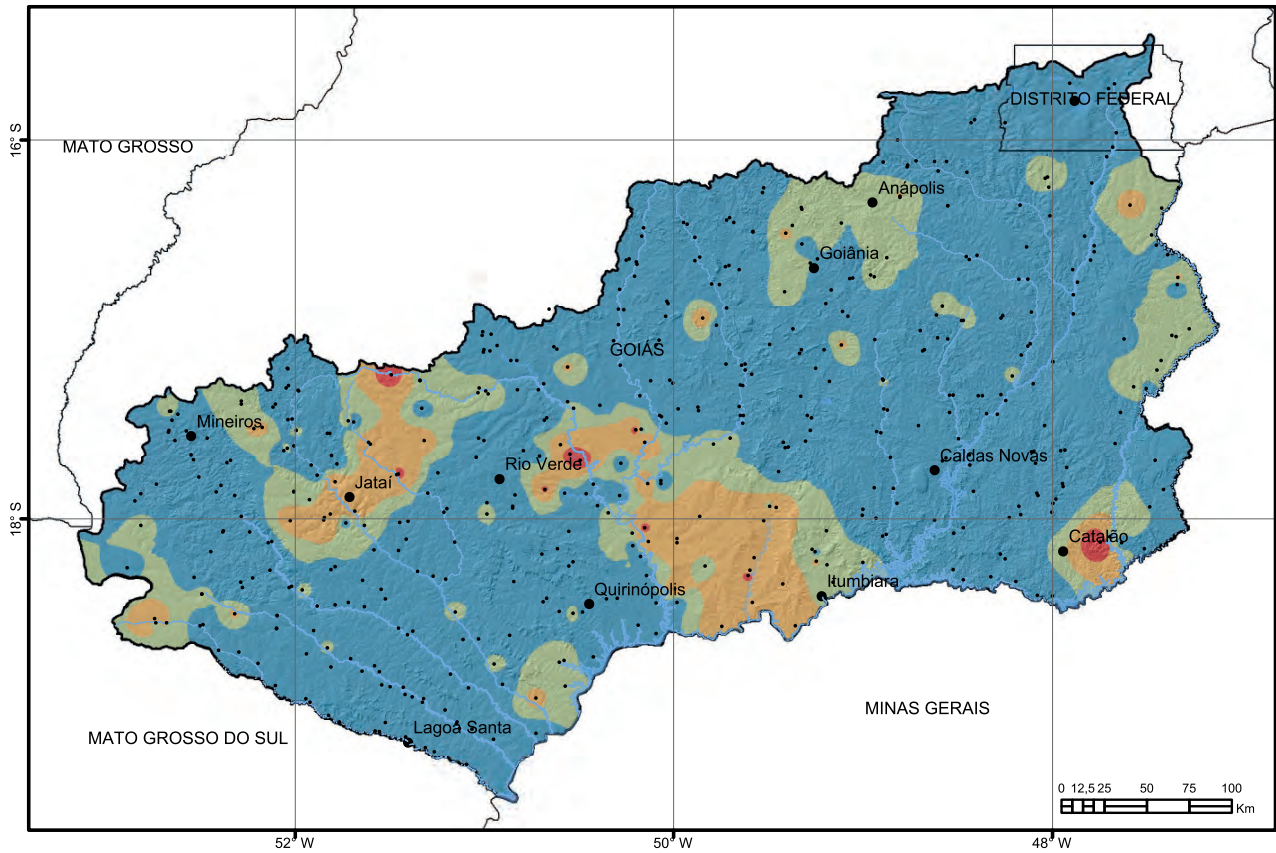 DISTRITO FEDERAL
16° S
MATO GROSSO
Anápolis
Goiânia
GOIÁS
Mineiros
Caldas Novas
Rio Verde
Jataí
18° S
Catalão
Itumbiara
Quirinópolis
MINAS GERAIS
Lagoa Santa
MATO GROSSO DO SUL
0 12,5 25 50 75 100
Km
52° W 50° W 48° W